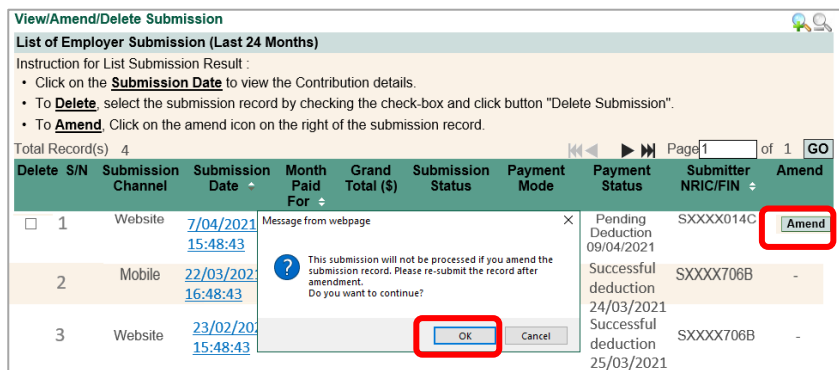 View/Amend/Delete Submission
List of Employer Submission (Last 24 Months)
Instruction for List Submission Result :
• Click on the Submission Date to view the Contribution details.
• To Delete, select the submission record by checking the check-box and click button "Delete Submission".
• To Amend, Click on the amend icon on the right of the submission record.
Total Record(s) 4 Page 1 of 1 GO
Delete S/N Submission Channel Submission Date Month Paid For Grand Total ($) Submission Status Payment Mode Payment Status Submitter NRIC/FIN Amend
1 Website 7/04/2021 15:48:43 Pending Deduction 09/04/2021 SXXXX014C Amend
Message from webpage
This submission will not be processed if you amend the
submission record. Please re-submit the record after
amendment.
Do you want to continue?
OK Cancel
2 Mobile 22/03/2021 16:48:43 Successful deduction 24/03/2021 SXXXX706B -
3 Website 23/02/202 15:48:43 Successful deduction 25/03/2021 SXXXX706B -